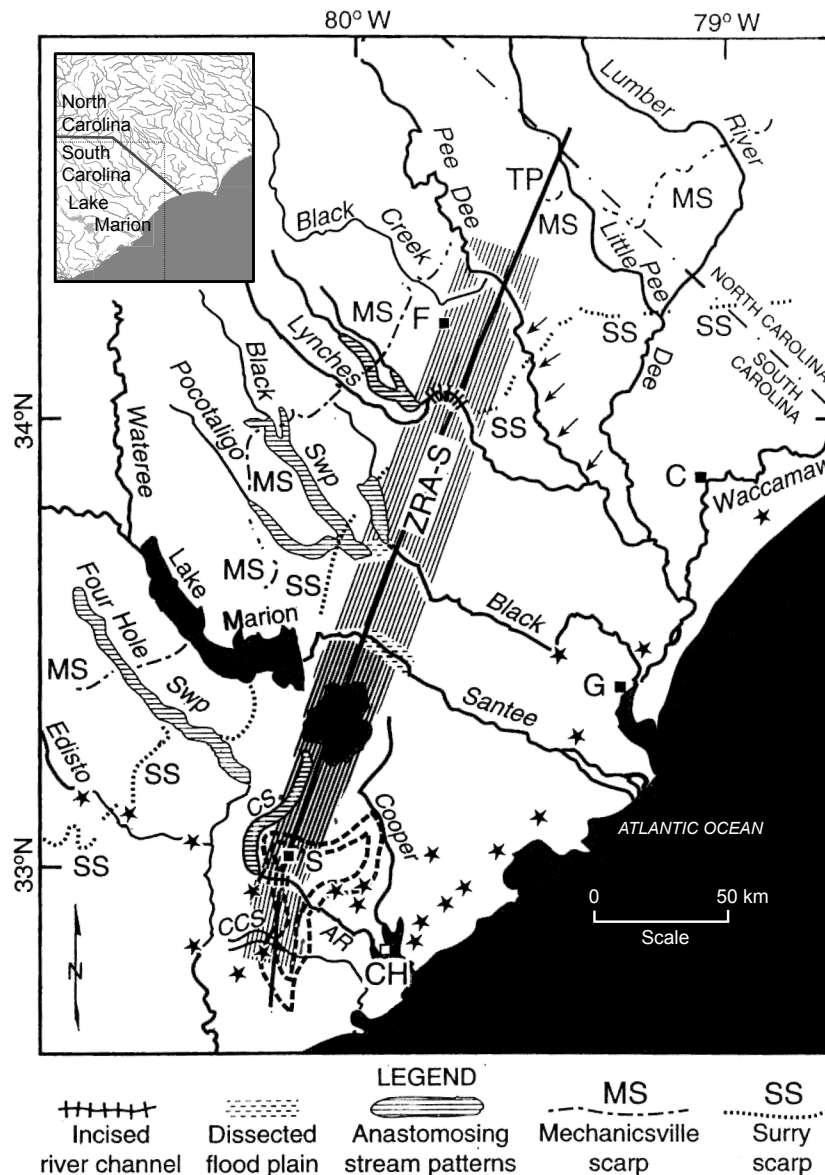 80° W
79° W
North
Carolina
South
Carolina
Lake
Marion
Lumber
River
Pee
Dee
TP
MS
MS
Black
Creek
Little
Pee
Dee
NORTH CAROLINA
SOUTH
CAROLINA
MS
F
SS
SS
Lynches
34°N
Black
Swp
Pocotaligo
Wateree
MS
SS
ZRA-S
C
Waccamaw
MS
SS
Lake
Marion
Four
Hole
Swp
MS
Black
Santee
G
Edisto
SS
CS
Cooper
ATLANTIC OCEAN
33°N
SS
S
0
50 km
Scale
CCS
AR
CH
N
LEGEND
MS
SS
Incised
river channel
Dissected
flood plain
Anastomosing
stream patterns
Mechanicsville
scarp
Surry
scarp